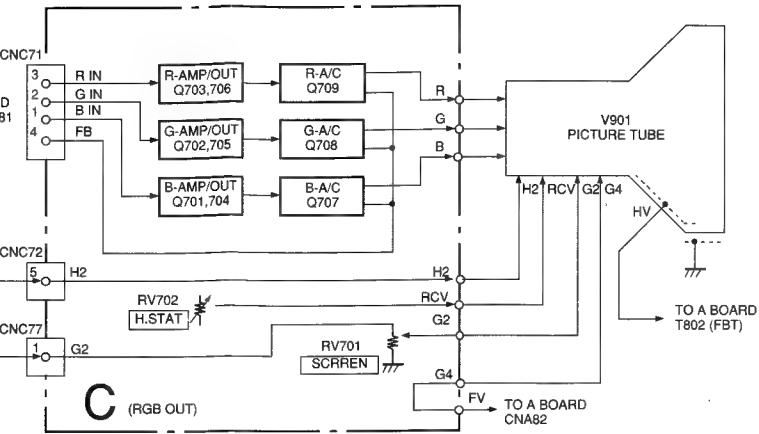 CNC71
3 R IN
2 G IN
1 B IN
4 FB
D
81
R-AMP/OUT
Q703,706
R-A/C
Q709
G-AMP/OUT
Q702,705
G-A/C
Q708
B-AMP/OUT
Q701,704
B-A/C
Q707
R
G
B
V901
PICTURE TUBE
H2 RCV G2 G4
HV
TO A BOARD
T802 (FBT)
CNC72
5 H2
H2
RV702
H.STAT
RCV
CNC77
1 G2
G2
RV701
SCRREN
G4
FV
TO A BOARD
CNA82
C (RGB OUT)